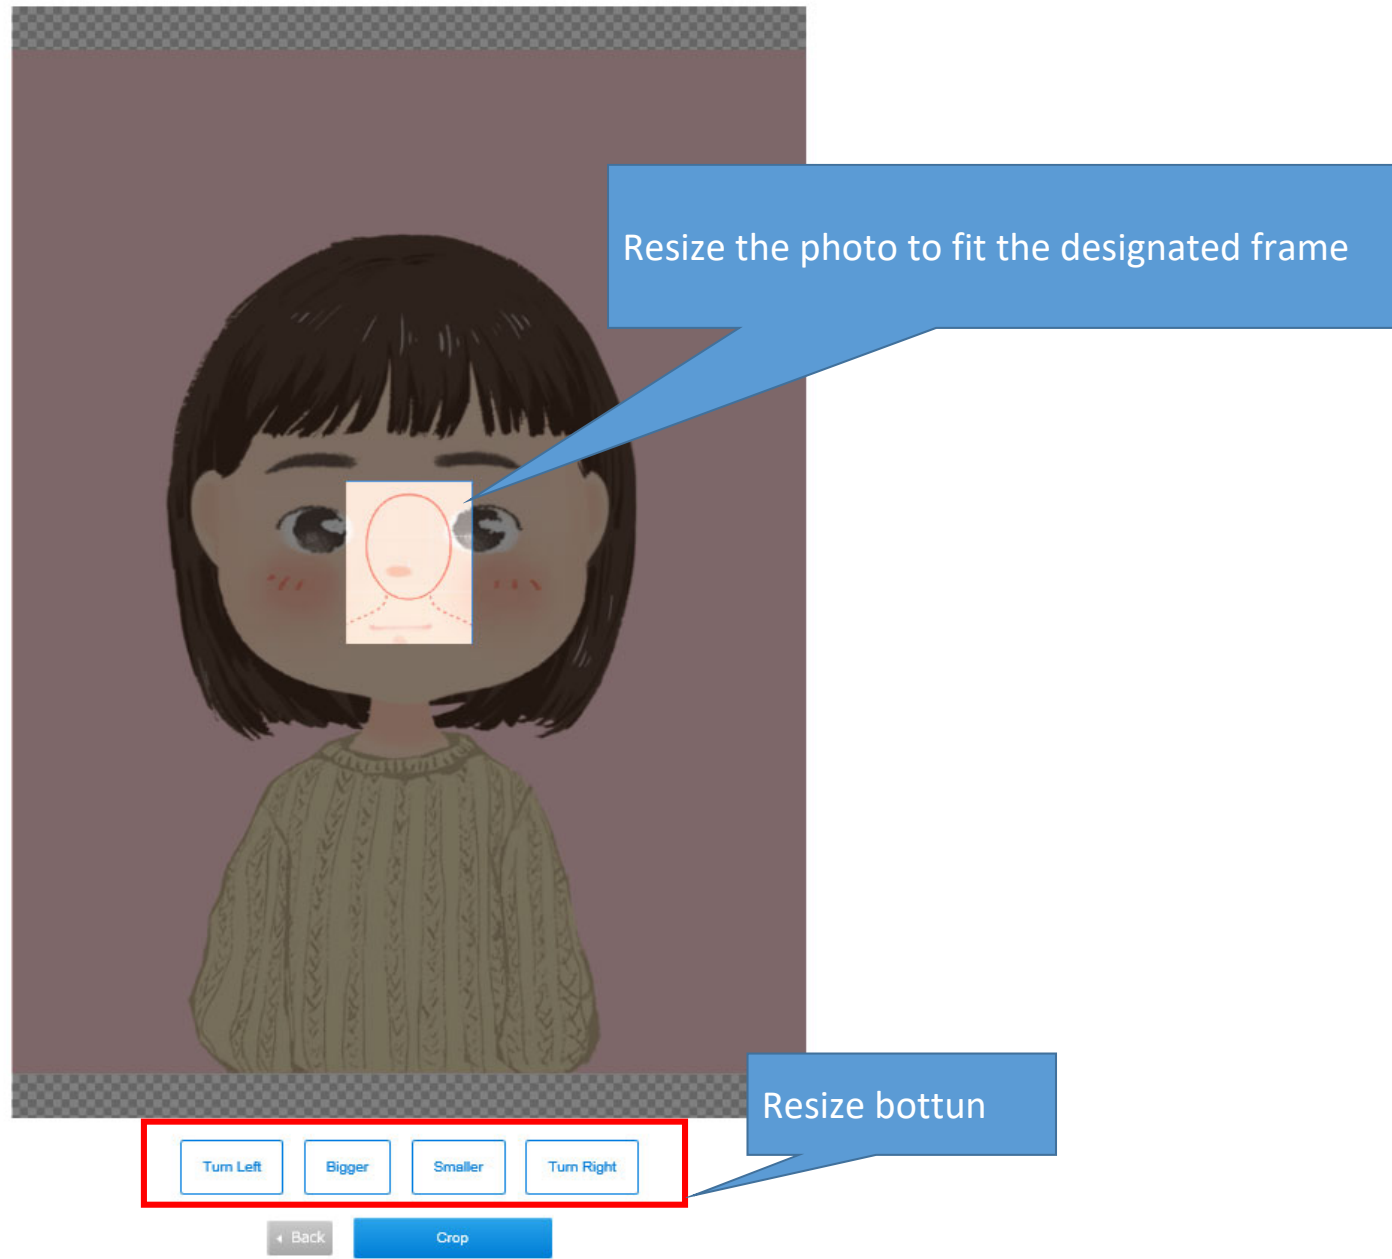 Resize the photo to fit the designated frame
Resize bottun
Turn Left
Bigger
Smaller
Turn Right
Back
Crop